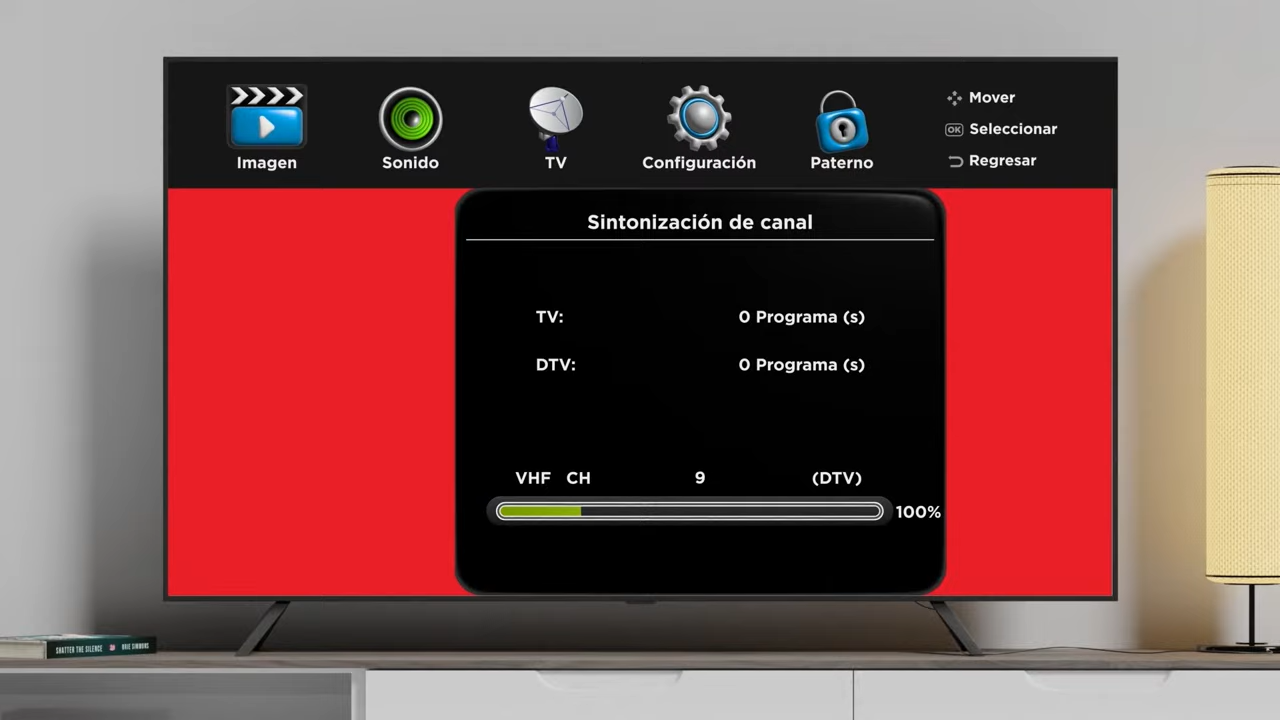 Imagen
Sonido
TV
Configuración
Paterno
Mover
OK Seleccionar
Regresar
Sintonización de canal
TV: 0 Programa (s)
DTV: 0 Programa (s)
VHF CH 9 (DTV)
100%
SHATTER THE SILENCE